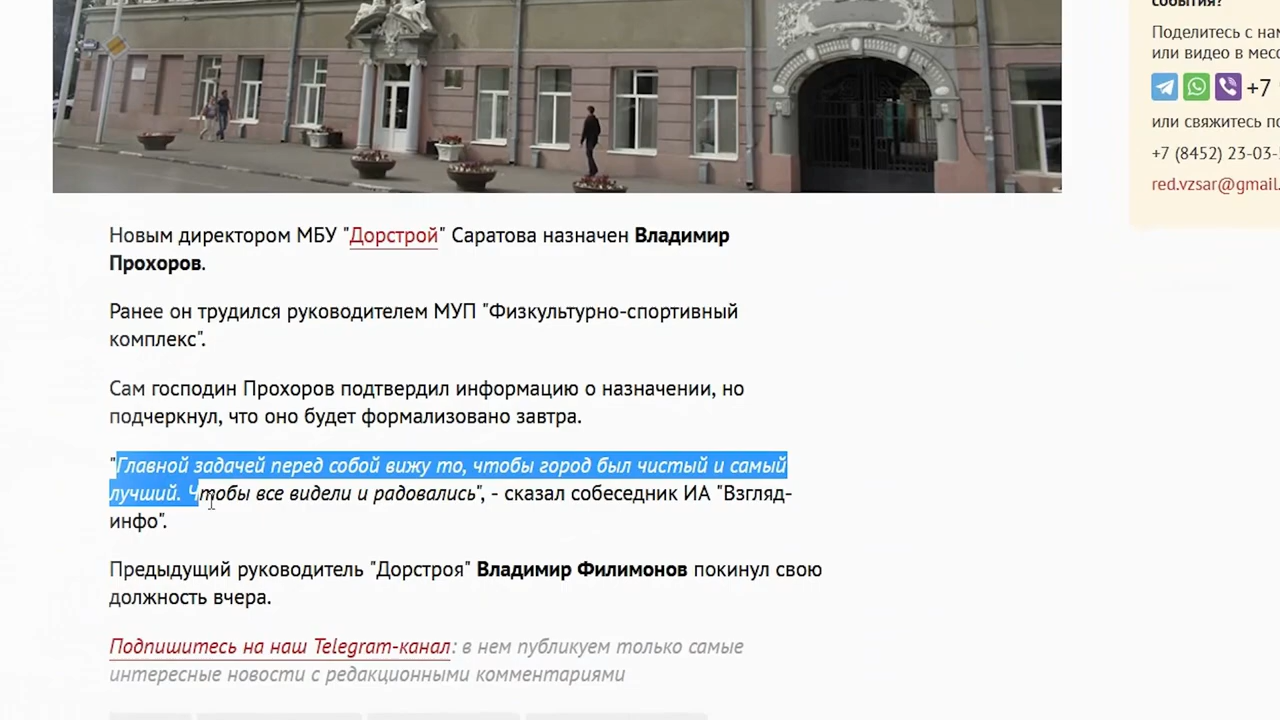 события?
Поделитесь с нам
или видео в месс
+7
или свяжитесь по
+7 (8452) 23-03-
red.vzsar@gmail.
Новым директором МБУ "Дорстрой" Саратова назначен Владимир
Прохоров.
Ранее он трудился руководителем МУП "Физкультурно-спортивный
комплекс".
Сам господин Прохоров подтвердил информацию о назначении, но
подчеркнул, что оно будет формализовано завтра.
"Главной задачей перед собой вижу то, чтобы город был чистый и самый
лучший. Чтобы все видели и радовались", - сказал собеседник ИА "Взгляд-
инфо".
Предыдущий руководитель "Дорстроя" Владимир Филимонов покинул свою
должность вчера.
Подпишитесь на наш Telegram-канал: в нем публикуем только самые
интересные новости с редакционными комментариями